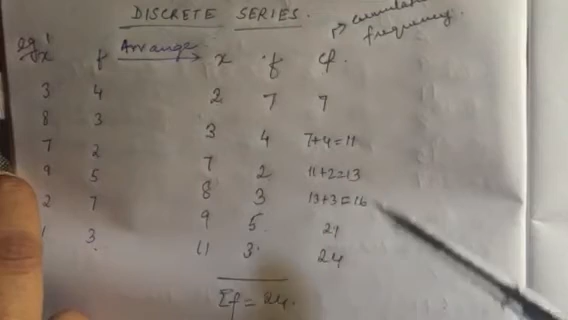 DISCRETE SERIES.
↱ cumulative frequency.
eg: x f Arrange → x f cf
3 4 2 7 7
8 3 3 4 7+4=11
7 2 7 2 11+2=13
9 5 8 3 13+3=16
2 7 9 5 21
3 11 3 24
Σf = 24.